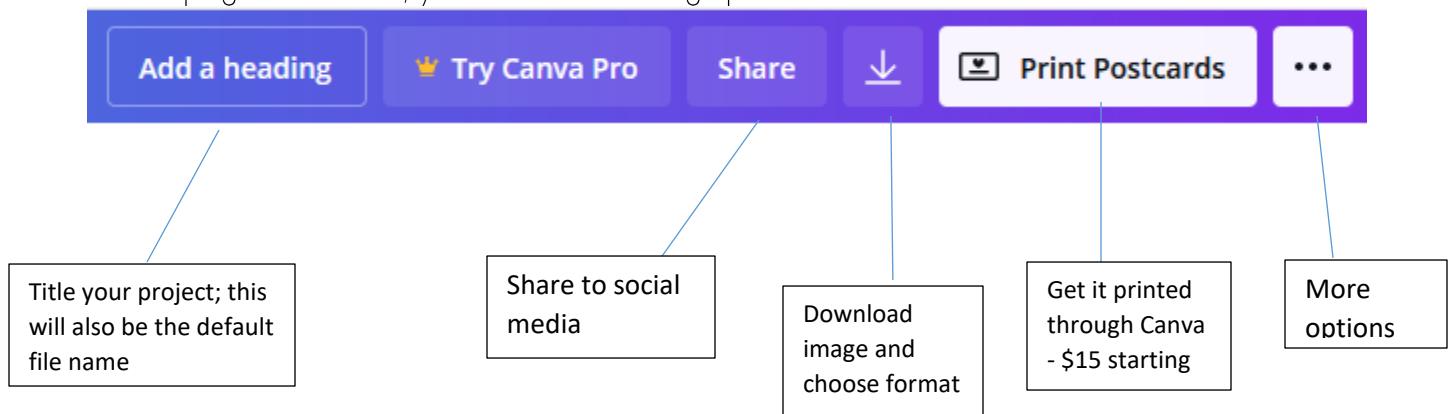 Add a heading
Try Canva Pro
Share
Print Postcards
Title your project; this
will also be the default
file name
Share to social
media
Download
image and
choose format
Get it printed
through Canva
- $15 starting
More
options